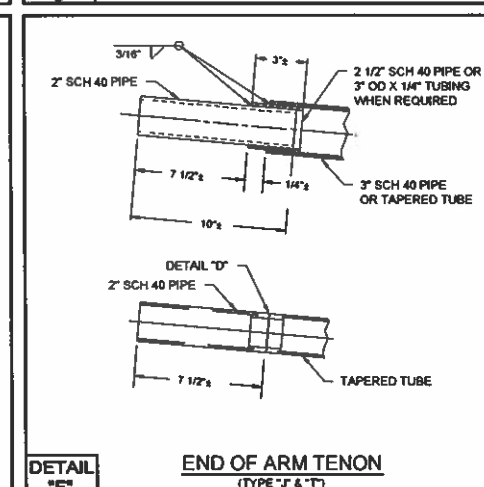 3/16"
3"±
2" SCH 40 PIPE
2 1/2" SCH 40 PIPE OR
3" OD X 1/4" TUBING
WHEN REQUIRED
7 1/2"±
1/4"±
3" SCH 40 PIPE
OR TAPERED TUBE
10"±
DETAIL "D"
2" SCH 40 PIPE
7 1/2"±
TAPERED TUBE
DETAIL
"E"
END OF ARM TENON
(TYPE "J" & "T")